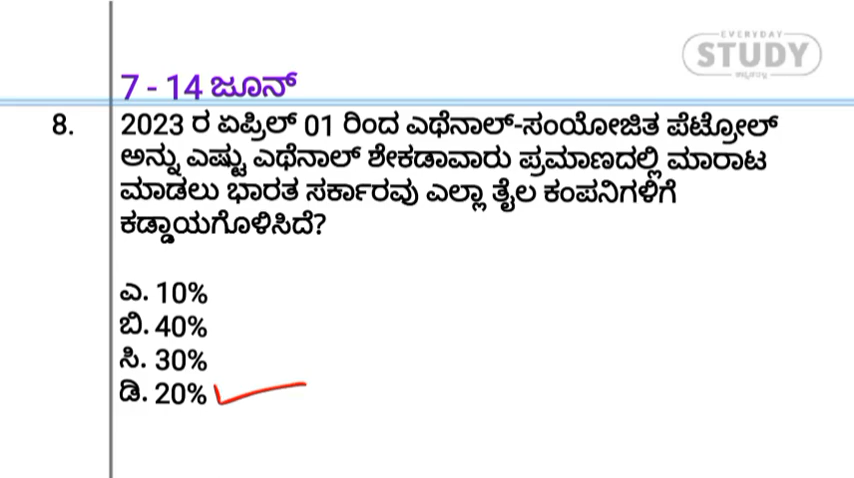 EVERYDAY
STUDY
7 - 14 ಜೂನ್
8. 2023 ರ ಏಪ್ರಿಲ್ 01 ರಿಂದ ಎಥೆನಾಲ್-ಸಂಯೋಜಿತ ಪೆಟ್ರೋಲ್
ಅನ್ನು ಎಷ್ಟು ಎಥೆನಾಲ್ ಶೇಕಡಾವಾರು ಪ್ರಮಾಣದಲ್ಲಿ ಮಾರಾಟ
ಮಾಡಲು ಭಾರತ ಸರ್ಕಾರವು ಎಲ್ಲಾ ತೈಲ ಕಂಪನಿಗಳಿಗೆ
ಕಡ್ಡಾಯಗೊಳಿಸಿದೆ?
ಎ. 10%
ಬಿ. 40%
ಸಿ. 30%
ಡಿ. 20%